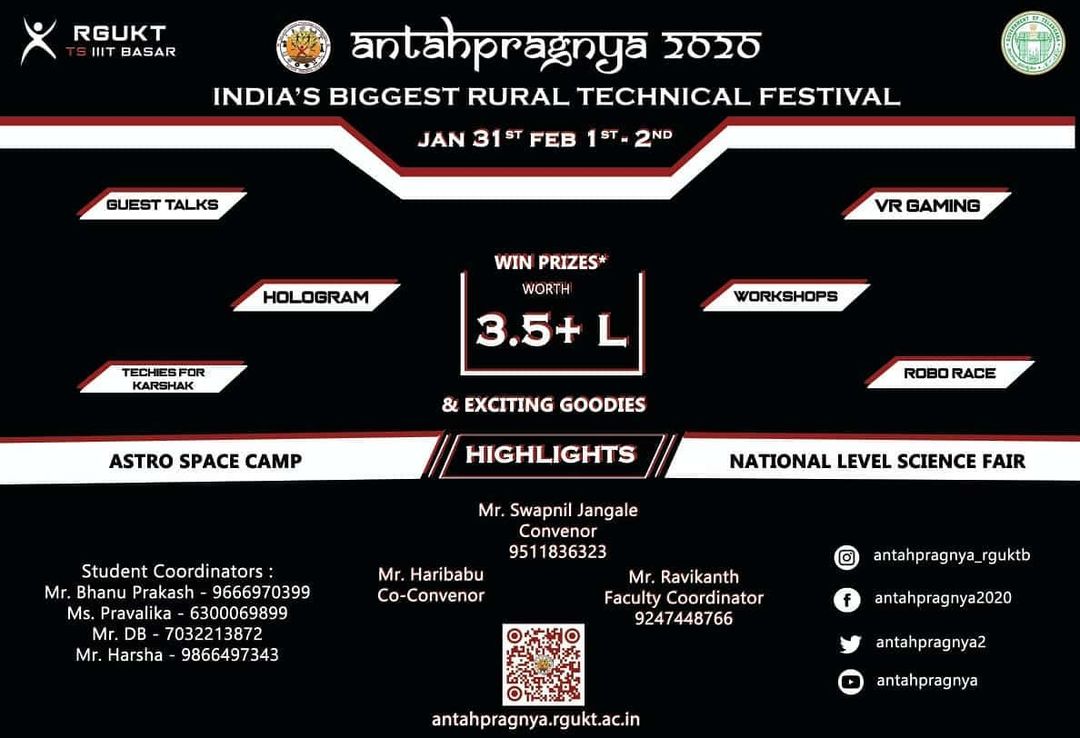 RGUKT
TS IIIT BASAR
antahpragnya 2020
INDIA'S BIGGEST RURAL TECHNICAL FESTIVAL
JAN 31ST FEB 1ST - 2ND
GUEST TALKS
VR GAMING
HOLOGRAM
WORKSHOPS
TECHIES FOR
KARSHAK
ROBO RACE
WIN PRIZES*
WORTH
3.5+ L
& EXCITING GOODIES
ASTRO SPACE CAMP
HIGHLIGHTS
NATIONAL LEVEL SCIENCE FAIR
Mr. Swapnil Jangale
Convenor
9511836323
Student Coordinators :
Mr. Bhanu Prakash - 9666970399
Ms. Pravalika - 6300069899
Mr. DB - 7032213872
Mr. Harsha - 9866497343
Mr. Haribabu
Co-Convenor
Mr. Ravikanth
Faculty Coordinator
9247448766
antahpragnya_rguktb
antahpragnya2020
antahpragnya2
antahpragnya
antahpragnya.rgukt.ac.in